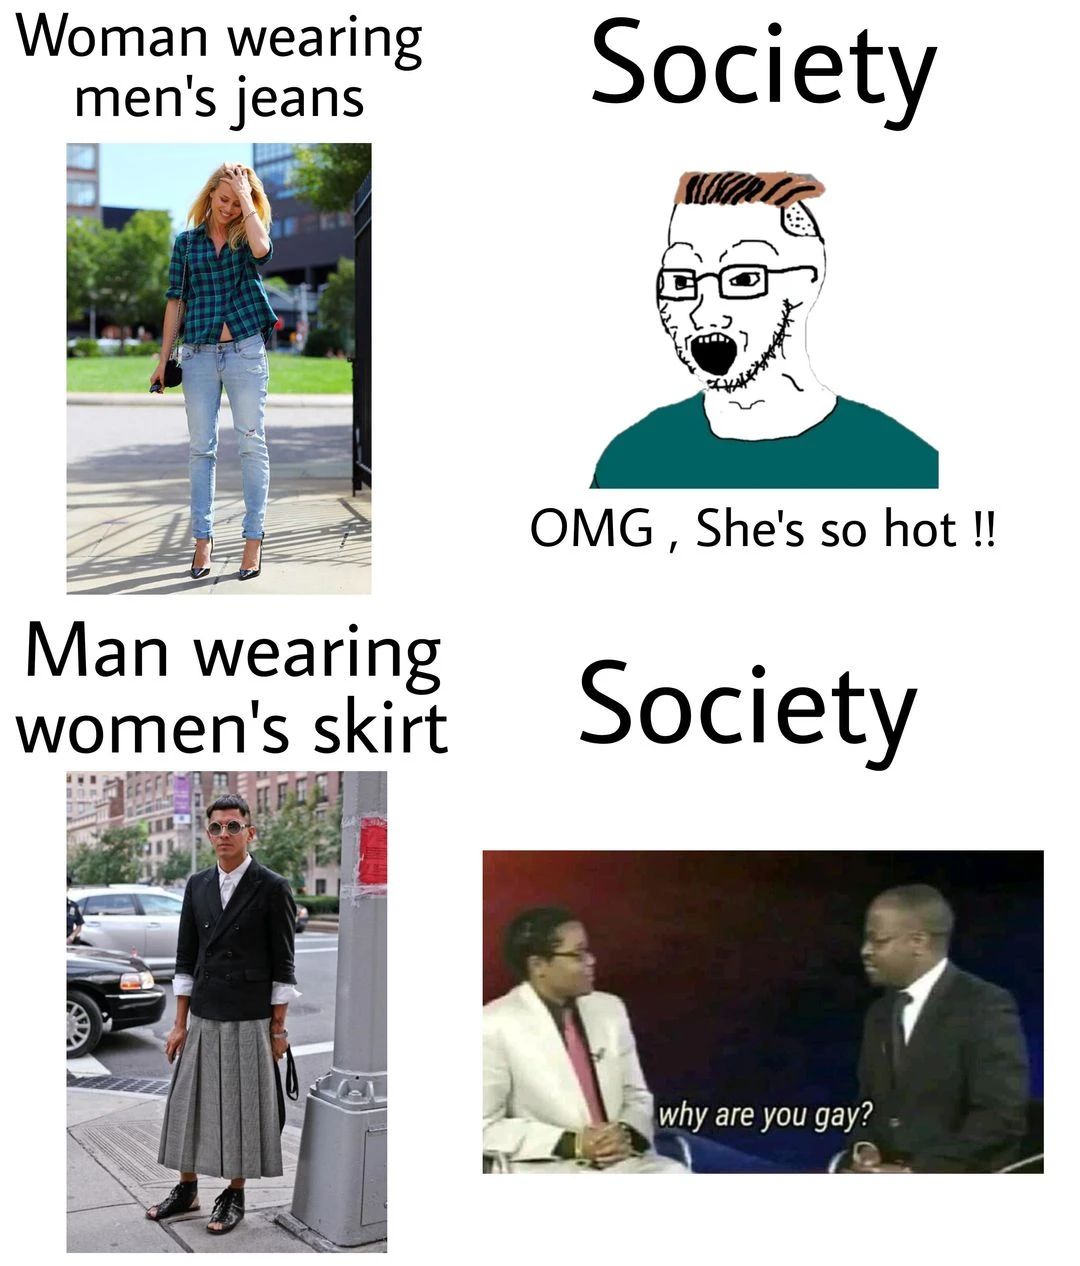 Woman wearing
men's jeans
Society
OMG , She's so hot !!
Man wearing
women's skirt
Society
why are you gay?